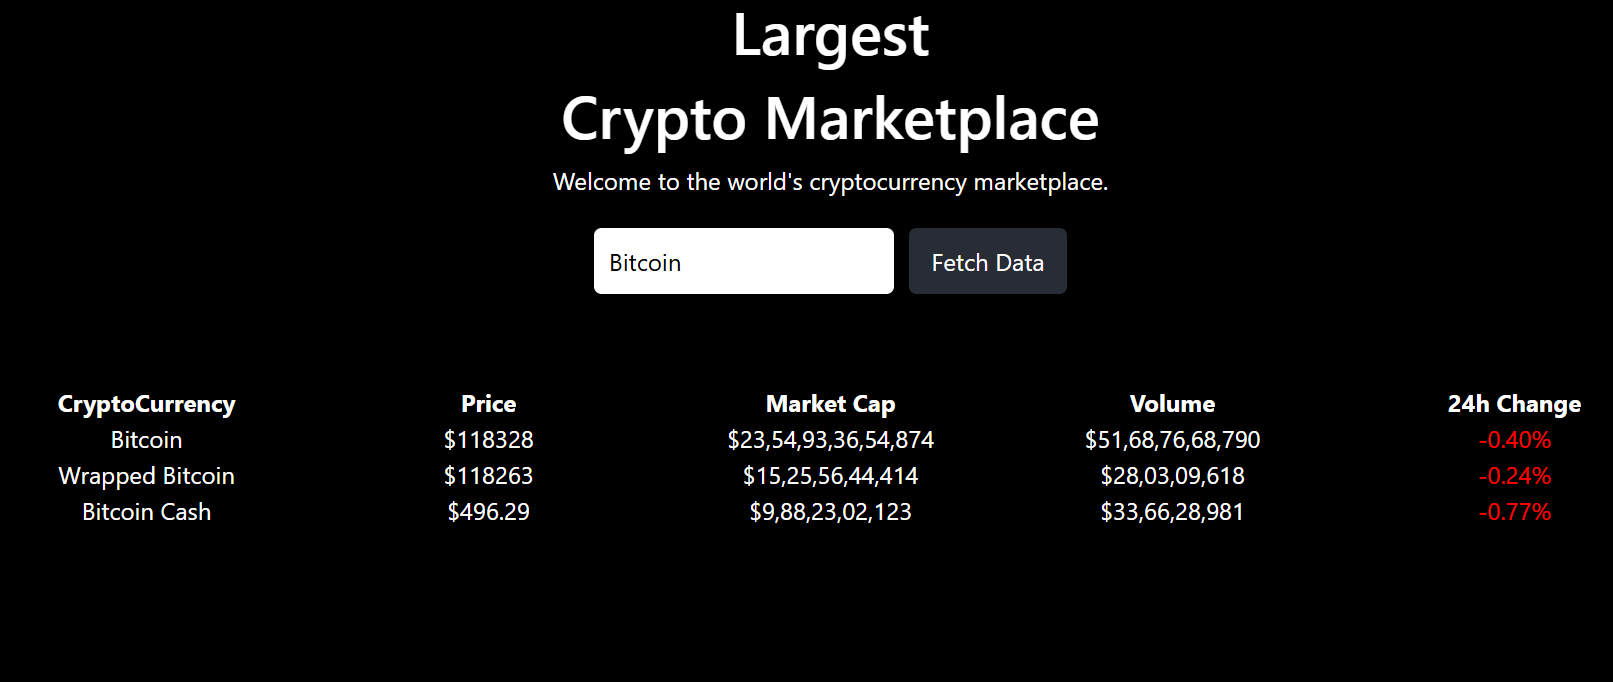 Largest
Crypto Marketplace
Welcome to the world's cryptocurrency marketplace.
Bitcoin Fetch Data
CryptoCurrency Price Market Cap Volume 24h Change
Bitcoin $118328 $23,54,93,36,54,874 $51,68,76,68,790 -0.40%
Wrapped Bitcoin $118263 $15,25,56,44,414 $28,03,09,618 -0.24%
Bitcoin Cash $496.29 $9,88,23,02,123 $33,66,28,981 -0.77%